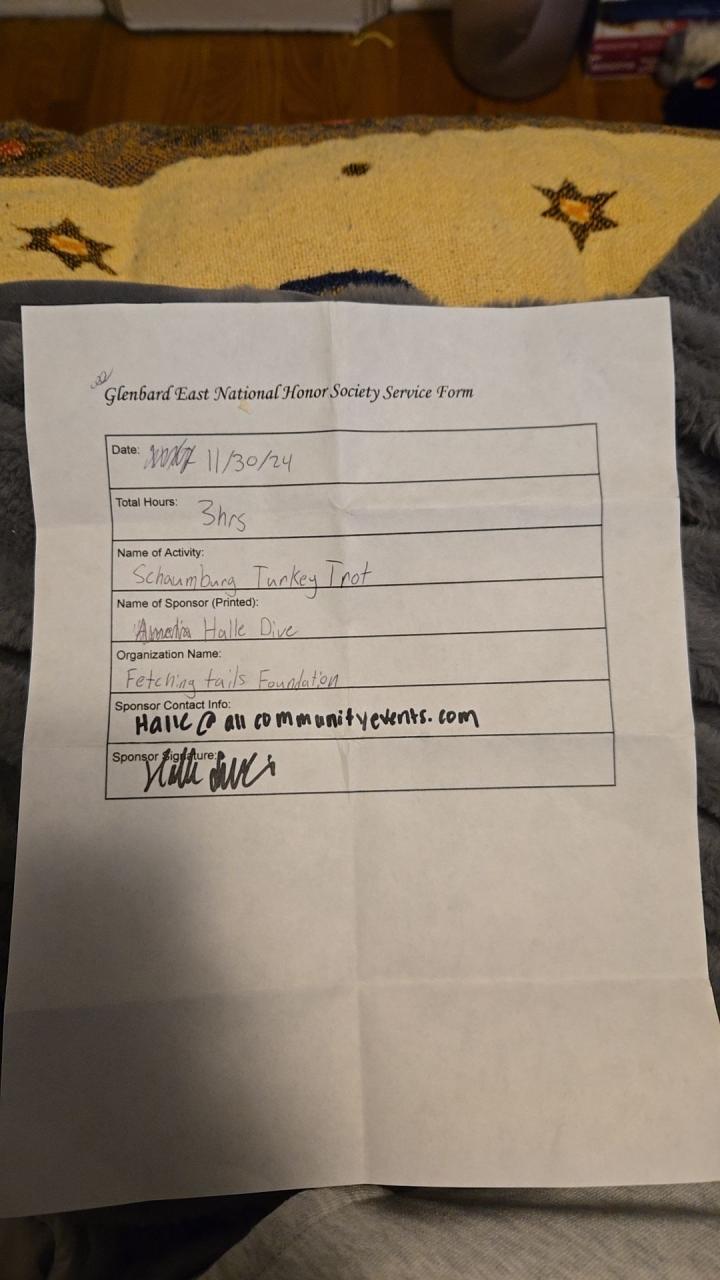 Glenbard East National Honor Society Service Form
Date: 11/30/24
Total Hours: 3hrs
Name of Activity:
Schaumburg Turkey Trot
Name of Sponsor (Printed):
Halle Dive
Organization Name:
Fetching tails Foundation
Sponsor Contact Info:
Halle@allcommunityevents.com
Sponsor Signature: